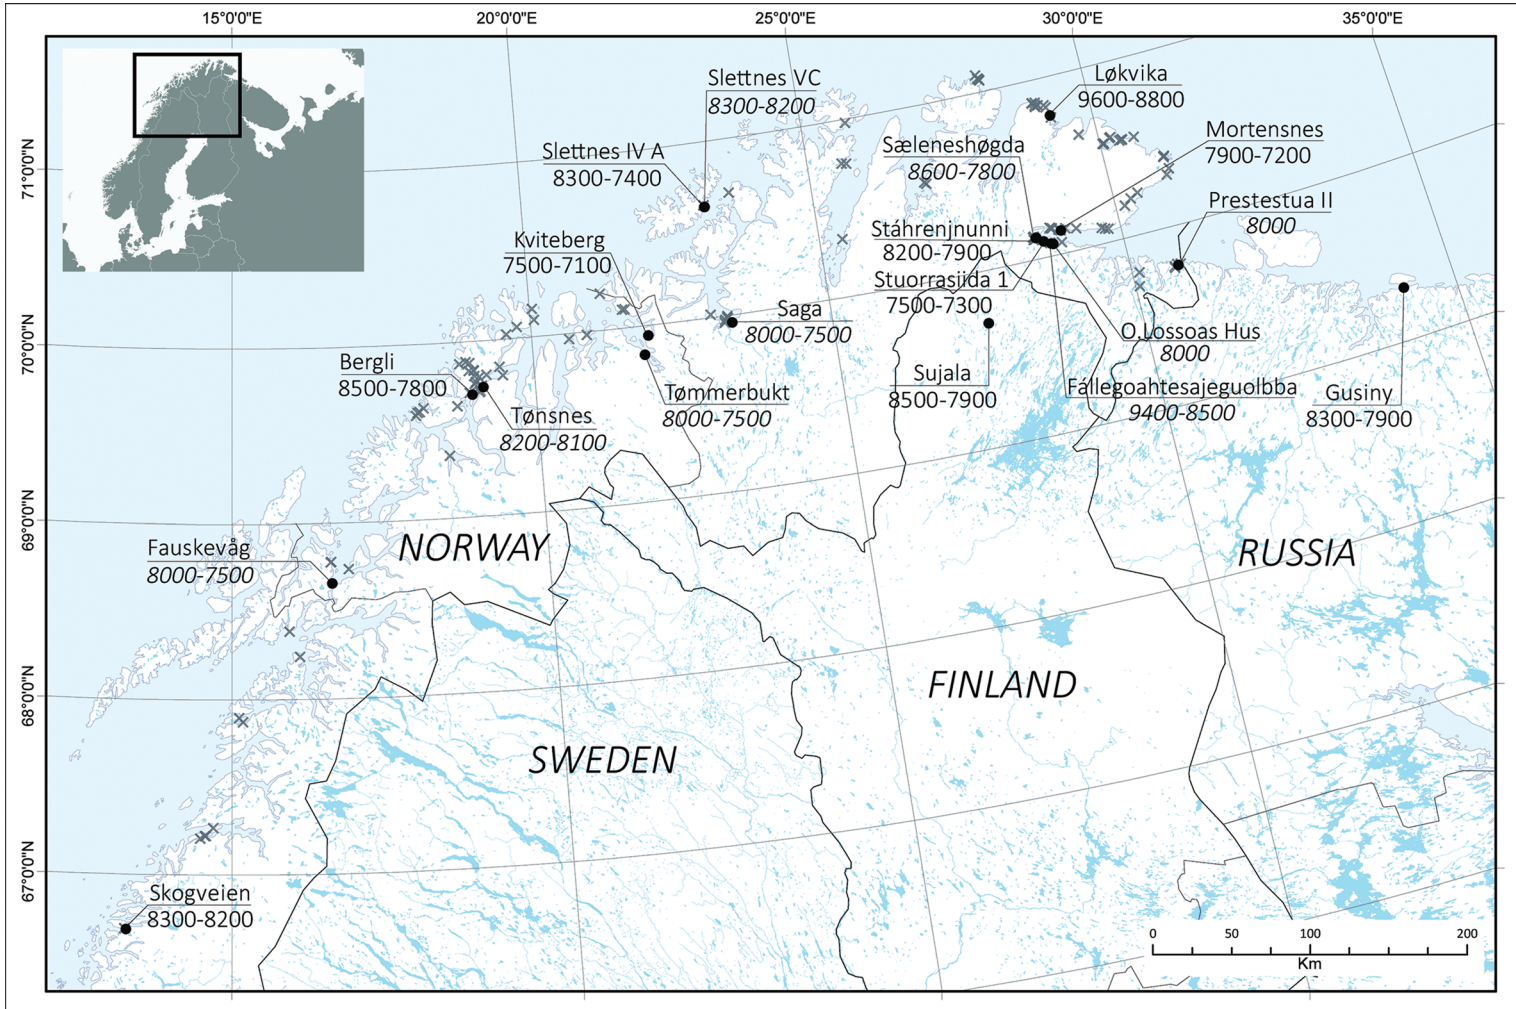 15°0'0"E
20°0'0"E
25°0'0"E
30°0'0"E
35°0'0"E
71°0'0"N
70°0'0"N
69°0'0"N
68°0'0"N
67°0'0"N
Slettnes VC
8300-8200
Løkvika
9600-8800
Slettnes IV A
8300-7400
Sæleneshøgda
8600-7800
Mortensnes
7900-7200
Prestestua II
8000
Kviteberg
7500-7100
Stáhrenjnunni
8200-7900
Stuorrasiida 1
7500-7300
Saga
8000-7500
O.Lossoas Hus
8000
Bergli
8500-7800
Sujala
8500-7900
Tømmerbukt
8000-7500
Fállegoahtesajeguolbba
9400-8500
Gusiny
8300-7900
Tønsnes
8200-8100
Fauskevåg
8000-7500
NORWAY
RUSSIA
FINLAND
SWEDEN
Skogveien
8300-8200
0 50 100 200
Km